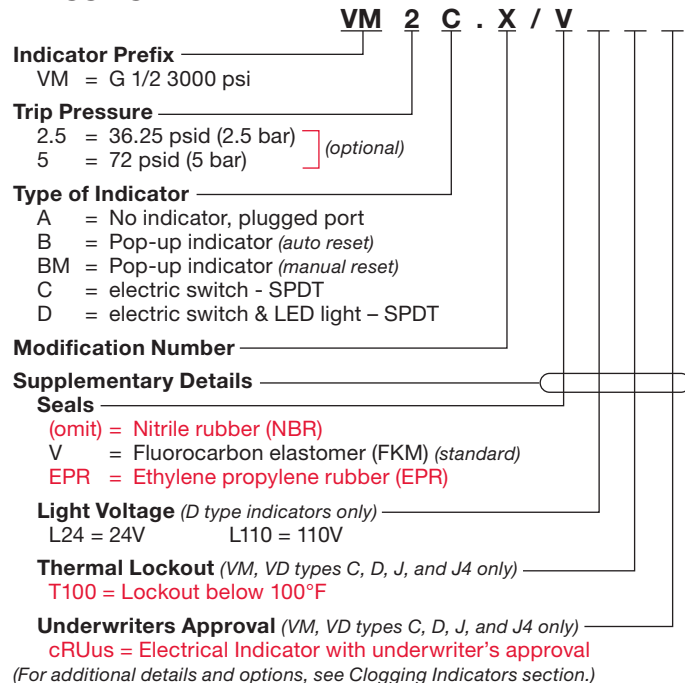 VM 2 C . X / V
Indicator Prefix
VM = G 1/2 3000 psi
Trip Pressure
2.5 = 36.25 psid (2.5 bar)
5 = 72 psid (5 bar)
(optional)
Type of Indicator
A = No indicator, plugged port
B = Pop-up indicator (auto reset)
BM = Pop-up indicator (manual reset)
C = electric switch - SPDT
D = electric switch & LED light – SPDT
Modification Number
Supplementary Details
Seals
(omit) = Nitrile rubber (NBR)
V = Fluorocarbon elastomer (FKM) (standard)
EPR = Ethylene propylene rubber (EPR)
Light Voltage (D type indicators only)
L24 = 24V L110 = 110V
Thermal Lockout (VM, VD types C, D, J, and J4 only)
T100 = Lockout below 100°F
Underwriters Approval (VM, VD types C, D, J, and J4 only)
cRUus = Electrical Indicator with underwriter's approval
(For additional details and options, see Clogging Indicators section.)